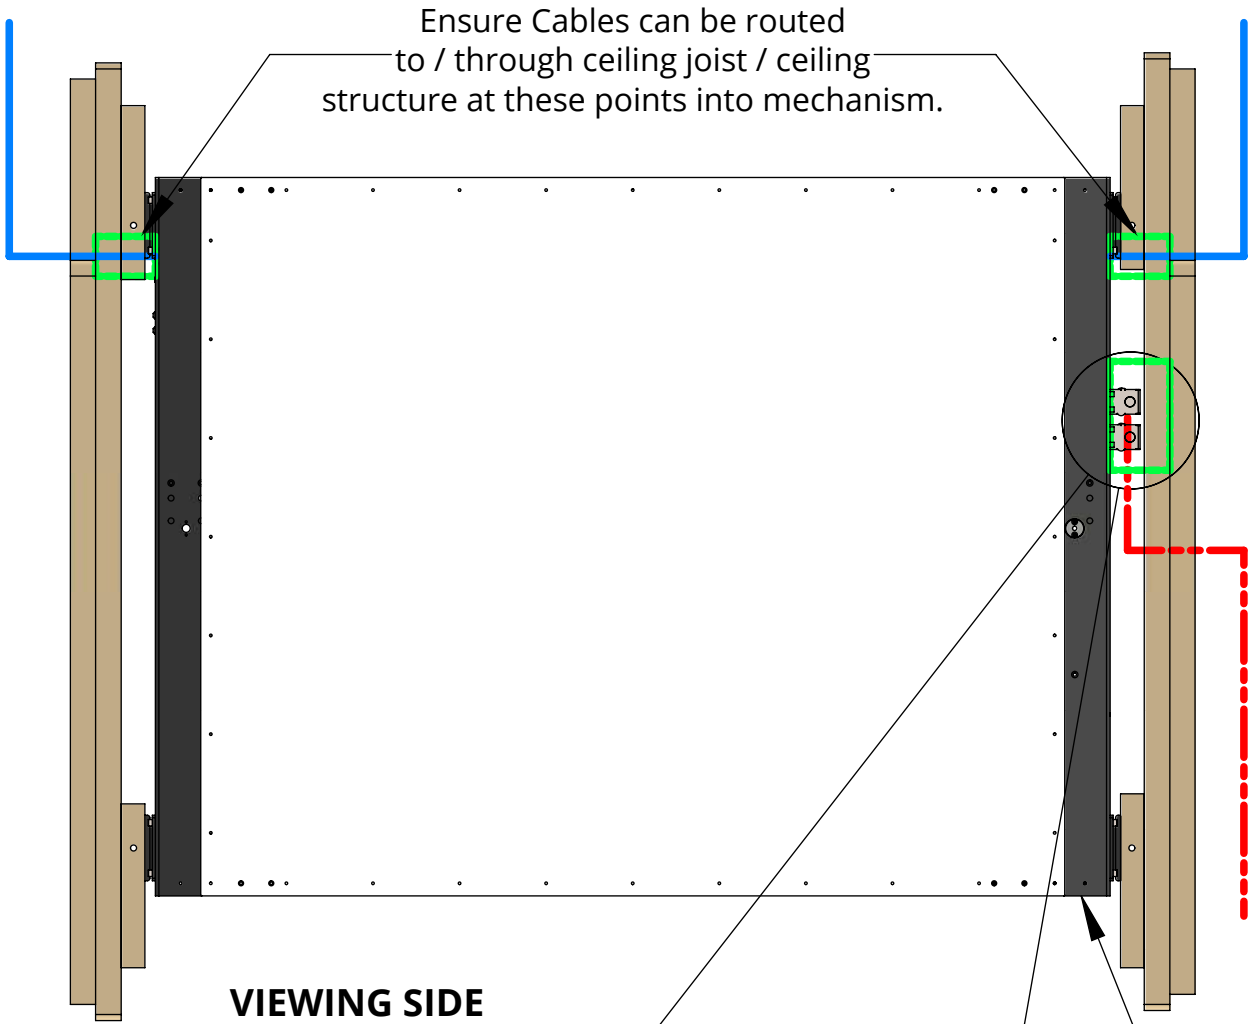 Ensure Cables can be routed
to / through ceiling joist / ceiling
structure at these points into mechanism.
VIEWING SIDE